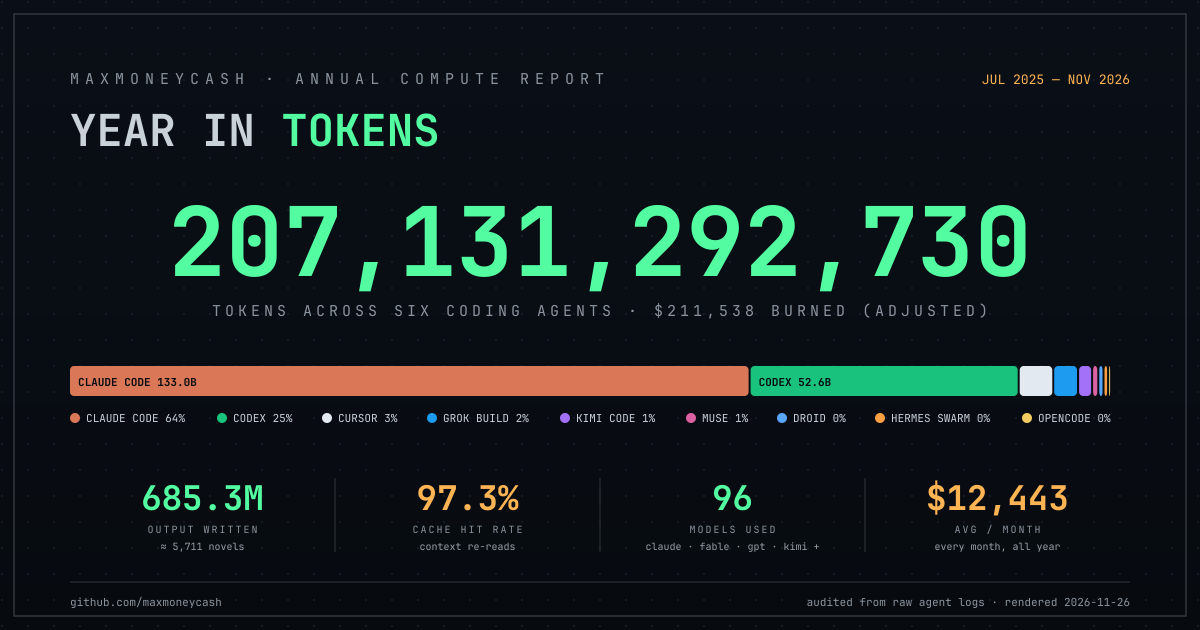 MAXMONEYCASH · ANNUAL COMPUTE REPORT
JUL 2025 — NOV 2026
YEAR IN TOKENS
207,131,292,730
TOKENS ACROSS SIX CODING AGENTS · $211,538 BURNED (ADJUSTED)
CLAUDE CODE 133.0B
CODEX 52.6B
CLAUDE CODE 64%
CODEX 25%
CURSOR 3%
GROK BUILD 2%
KIMI CODE 1%
MUSE 1%
DROID 0%
HERMES SWARM 0%
OPENCODE 0%
685.3M
OUTPUT WRITTEN
≈ 5,711 novels
97.3%
CACHE HIT RATE
context re-reads
96
MODELS USED
claude · fable · gpt · kimi +
$12,443
AVG / MONTH
every month, all year
github.com/maxmoneycash
audited from raw agent logs · rendered 2026-11-26